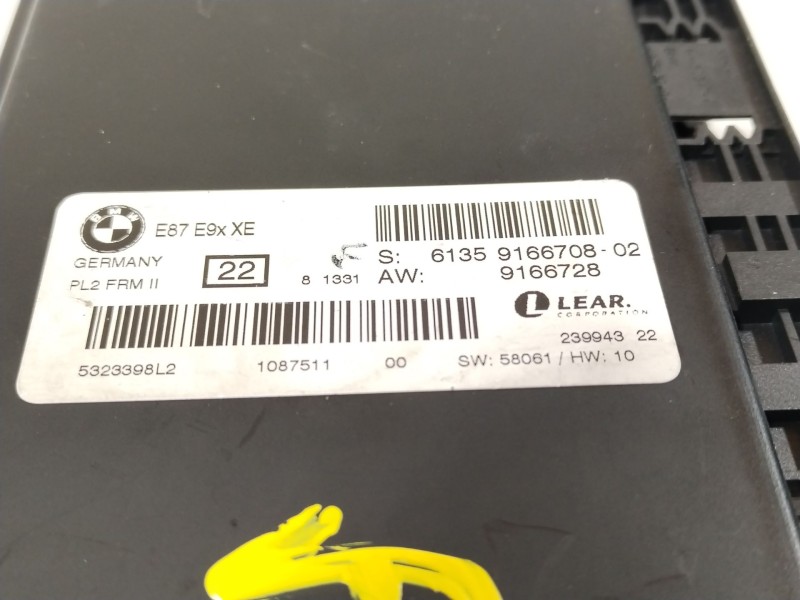 BMW E87 E9x XE
GERMANY
PL2 FRM II
22
8 1331
S: 6135 9166708-02
AW: 9166728
L LEAR.
CORPORATION
239943 22
5323398L2 1087511 00 SW: 58061 / HW: 10